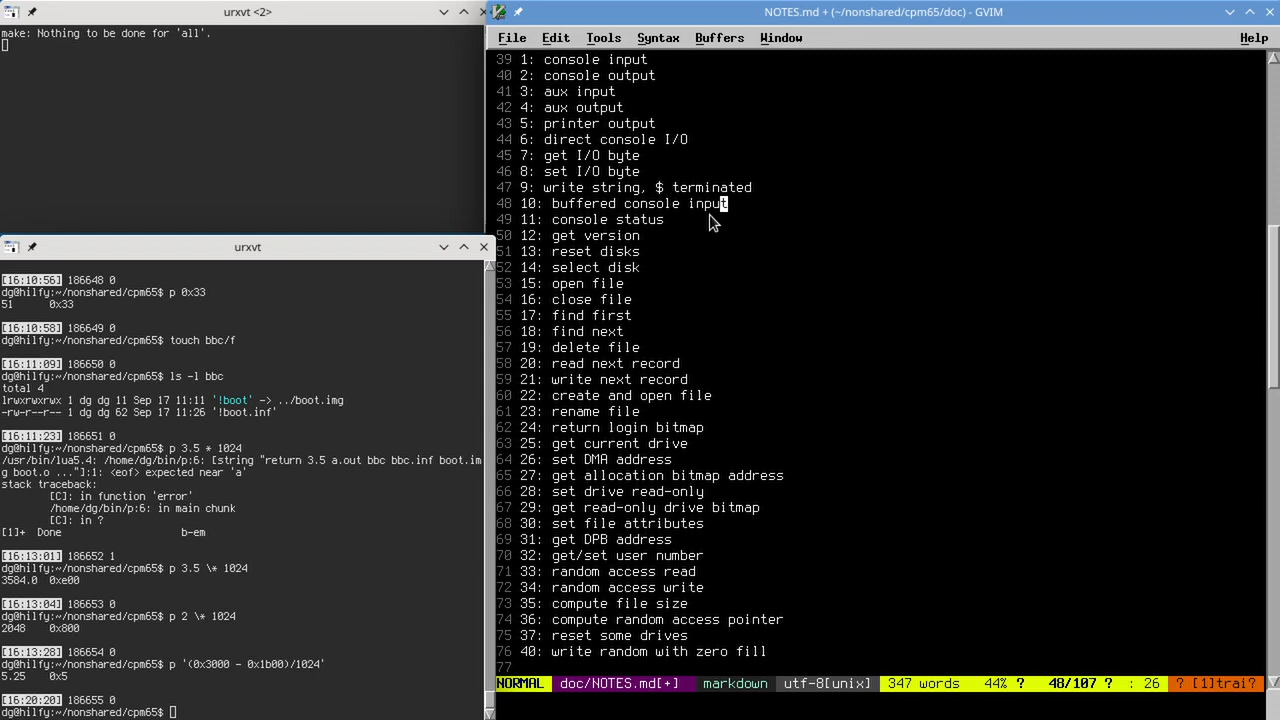 urxvt <2>
make: Nothing to be done for 'all'.
urxvt
[16:10:56] 186648 0
dg@hilfy:~/nonshared/cpm65$ p 0x33
51 0x33
[16:10:58] 186649 0
dg@hilfy:~/nonshared/cpm65$ touch bbc/f
[16:11:09] 186650 0
dg@hilfy:~/nonshared/cpm65$ ls -l bbc
total 4
lrwxrwxrwx 1 dg dg 11 Sep 17 11:11 '!boot' -> ../boot.img
-rw-r--r-- 1 dg dg 62 Sep 17 11:26 '!boot.inf'
[16:11:23] 186651 0
dg@hilfy:~/nonshared/cpm65$ p 3.5 * 1024
/usr/bin/lua5.4: /home/dg/bin/p:6: [string "return 3.5 a.out bbc bbc.inf boot.im
g boot.o ..."]:1: <eof> expected near 'a'
stack traceback:
[C]: in function 'error'
/home/dg/bin/p:6: in main chunk
[C]: in ?
[1]+ Done b-em
[16:13:01] 186652 1
dg@hilfy:~/nonshared/cpm65$ p 3.5 \* 1024
3584.0 0xe00
[16:13:04] 186653 0
dg@hilfy:~/nonshared/cpm65$ p 2 \* 1024
2048 0x800
[16:13:28] 186654 0
dg@hilfy:~/nonshared/cpm65$ p '(0x3000 - 0x1b00)/1024'
5.25 0x5
[16:20:20] 186655 0
dg@hilfy:~/nonshared/cpm65$
NOTES.md + (~/nonshared/cpm65/doc) - GVIM
File Edit Tools Syntax Buffers Window Help
39 1: console input
40 2: console output
41 3: aux input
42 4: aux output
43 5: printer output
44 6: direct console I/O
45 7: get I/O byte
46 8: set I/O byte
47 9: write string, $ terminated
48 10: buffered console input
49 11: console status
50 12: get version
51 13: reset disks
52 14: select disk
53 15: open file
54 16: close file
55 17: find first
56 18: find next
57 19: delete file
58 20: read next record
59 21: write next record
60 22: create and open file
61 23: rename file
62 24: return login bitmap
63 25: get current drive
64 26: set DMA address
65 27: get allocation bitmap address
66 28: set drive read-only
67 29: get read-only drive bitmap
68 30: set file attributes
69 31: get DPB address
70 32: get/set user number
71 33: random access read
72 34: random access write
73 35: compute file size
74 36: compute random access pointer
75 37: reset some drives
76 40: write random with zero fill
77
NORMAL doc/NOTES.md[+] markdown utf-8[unix] 347 words 44% ? 48/107 ? : 26 ? [1]trai?